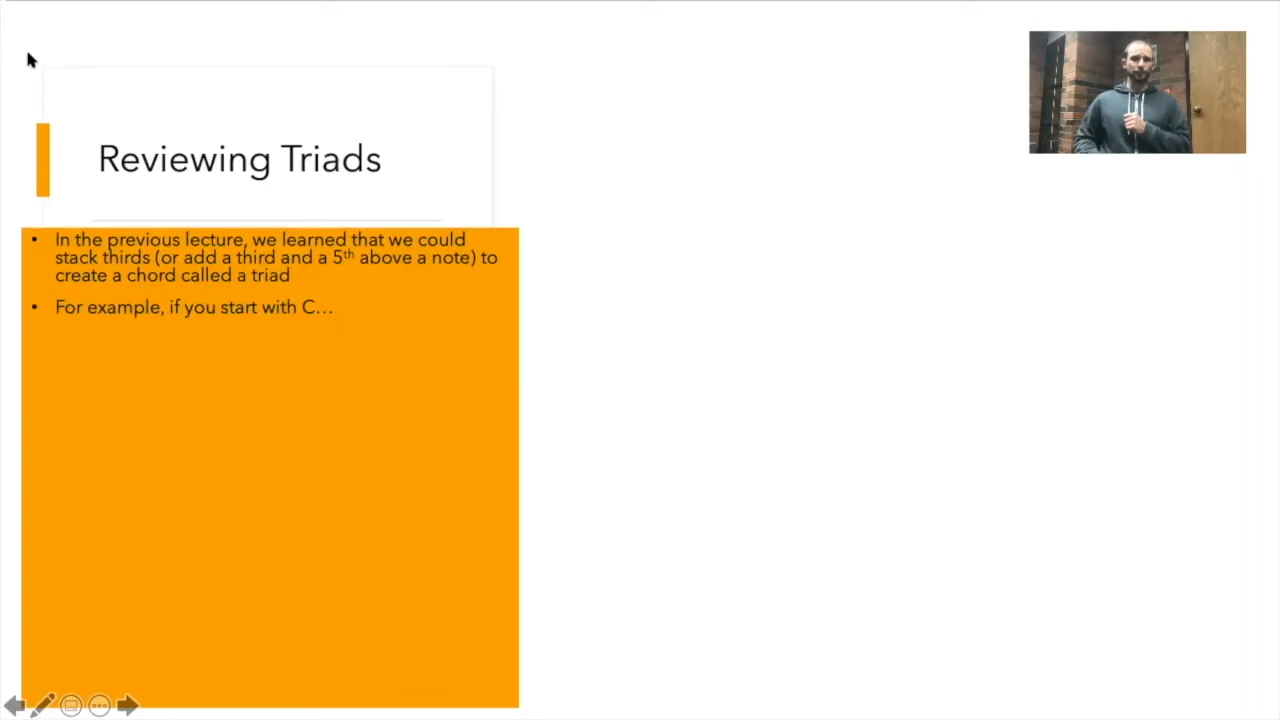 Reviewing Triads
• In the previous lecture, we learned that we could
stack thirds (or add a third and a 5th above a note) to
create a chord called a triad
• For example, if you start with C…